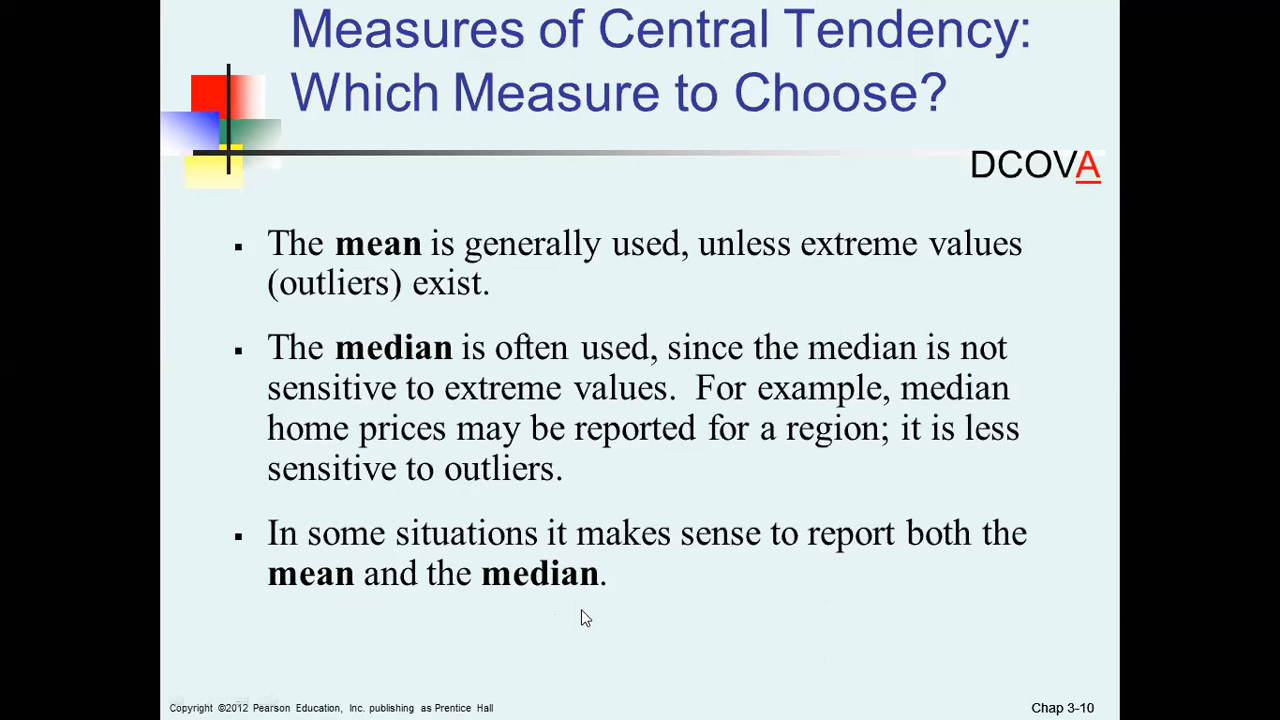 Measures of Central Tendency:
Which Measure to Choose?
DCOVA
▪ The mean is generally used, unless extreme values
(outliers) exist.
▪ The median is often used, since the median is not
sensitive to extreme values.  For example, median
home prices may be reported for a region; it is less
sensitive to outliers.
▪ In some situations it makes sense to report both the
mean and the median.
Copyright ©2012 Pearson Education, Inc. publishing as Prentice Hall
Chap 3-10